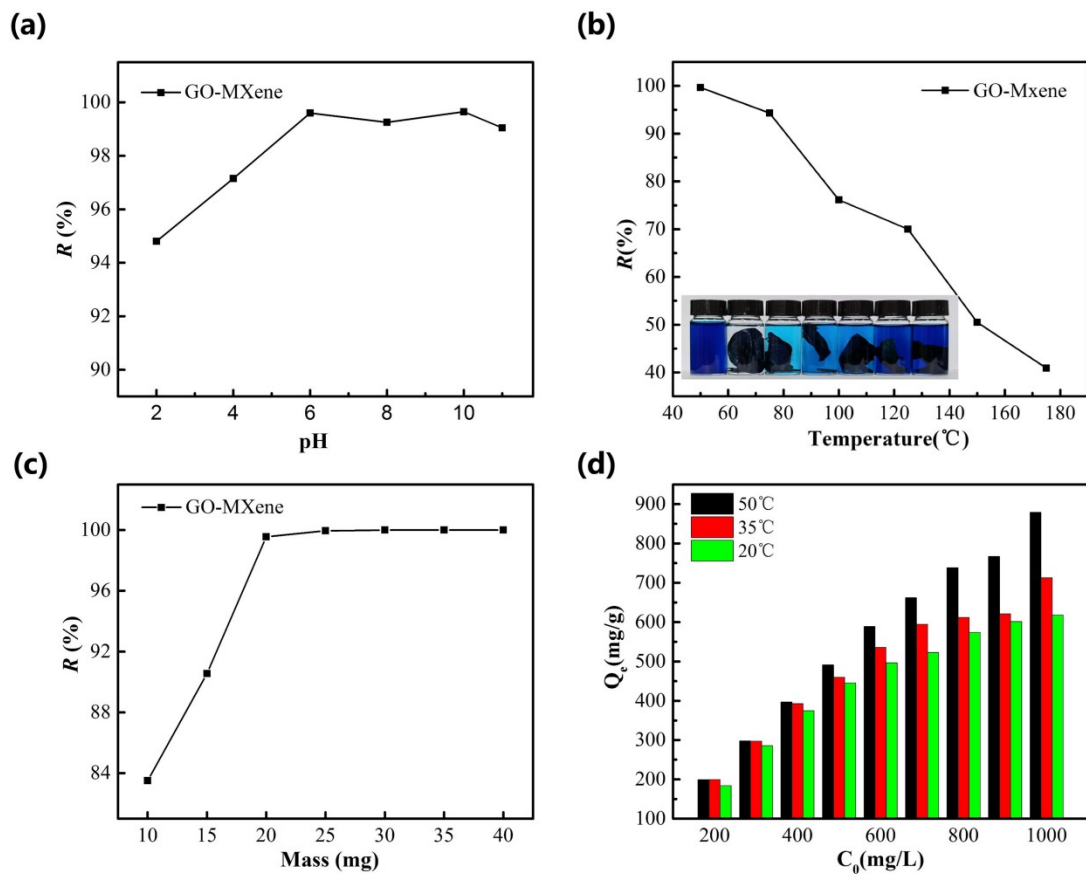 (a)
GO-MXene
100
98
96
94
92
90
R (%)
2 4 6 8 10
pH
(b)
GO-Mxene
100
90
80
70
60
50
40
R(%)
40 60 80 100 120 140 160 180
Temperature(℃)
(c)
GO-MXene
100
96
92
88
84
R (%)
10 15 20 25 30 35 40
Mass (mg)
(d)
50℃
35℃
20℃
900
800
700
600
500
400
300
200
100
Qe(mg/g)
200 400 600 800 1000
C0(mg/L)